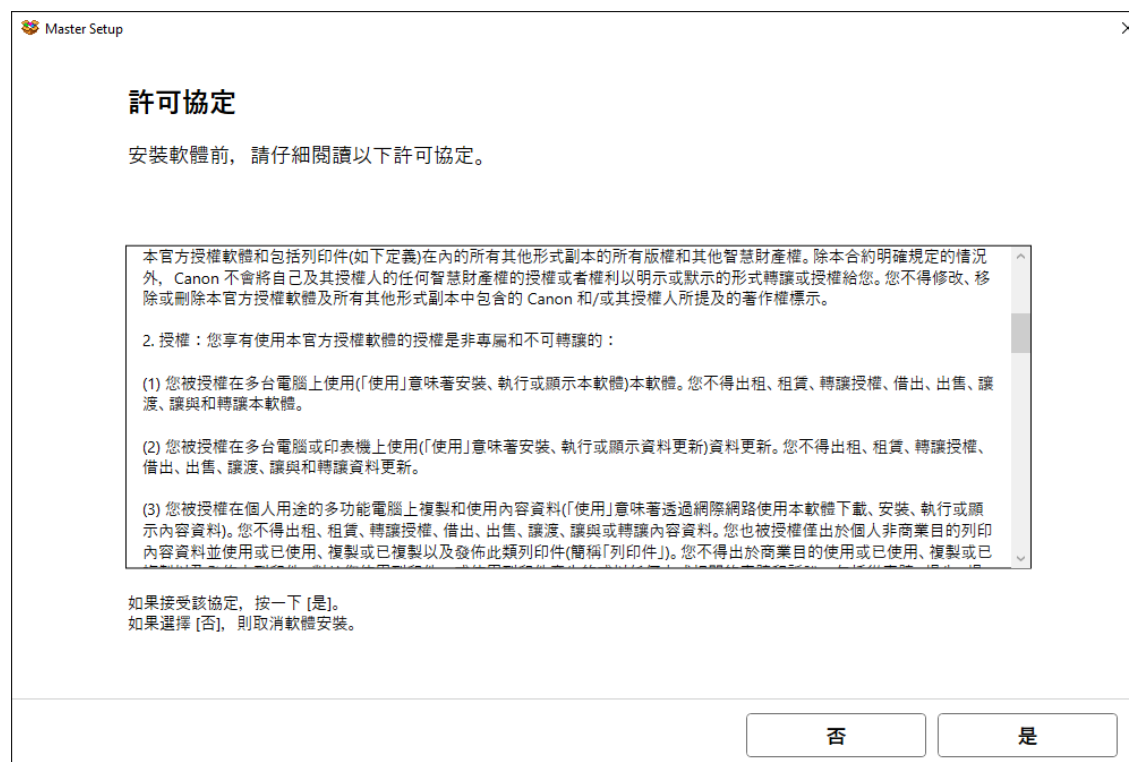 Master Setup
許可協定
安裝軟體前，請仔細閱讀以下許可協定。
本官方授權軟體和包括列印件(如下定義)在內的所有其他形式副本的所有版權和其他智慧財產權。除本合約明確規定的情況
外，Canon 不會將自己及其授權人的任何智慧財產權的授權或者權利以明示或默示的形式轉讓或授權給您。您不得修改、移
除或刪除本官方授權軟體及所有其他形式副本中包含的 Canon 和/或其授權人所提及的著作權標示。
2. 授權：您享有使用本官方授權軟體的授權是非專屬和不可轉讓的：
(1) 您被授權在多台電腦上使用(「使用」意味著安裝、執行或顯示本軟體)本軟體。您不得出租、租賃、轉讓授權、借出、出售、讓
渡、讓與和轉讓本軟體。
(2) 您被授權在多台電腦或印表機上使用(「使用」意味著安裝、執行或顯示資料更新)資料更新。您不得出租、租賃、轉讓授權、
借出、出售、讓渡、讓與和轉讓資料更新。
(3) 您被授權在個人用途的多功能電腦上複製和使用內容資料(「使用」意味著透過網際網路使用本軟體下載、安裝、執行或顯
示內容資料)。您不得出租、租賃、轉讓授權、借出、出售、讓渡、讓與或轉讓內容資料。您也被授權僅出於個人非商業目的列印
內容資料並使用或已使用、複製或已複製以及發佈此類列印件(簡稱「列印件」)。您不得出於商業目的使用或已使用、複製或已
如果接受該協定，按一下 [是]。
如果選擇 [否]，則取消軟體安裝。
否
是